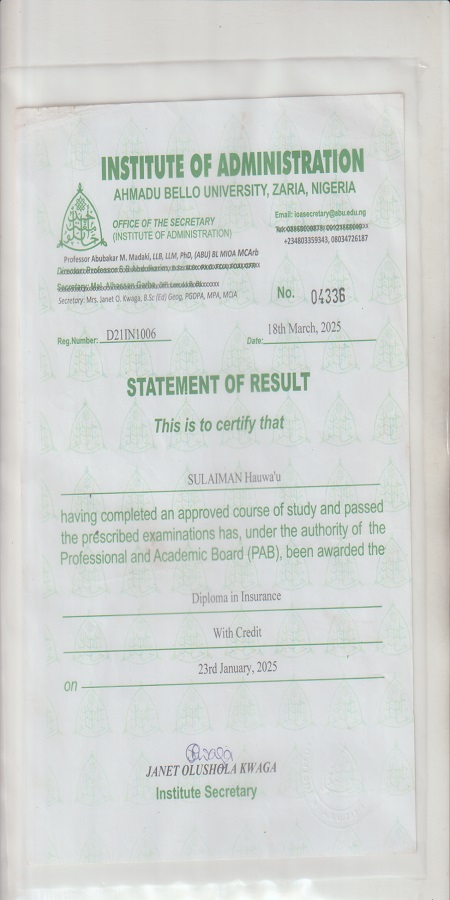 INSTITUTE OF ADMINISTRATION
AHMADU BELLO UNIVERSITY, ZARIA, NIGERIA
OFFICE OF THE SECRETARY
(INSTITUTE OF ADMINISTRATION)
Email: ioasecretary@abu.edu.ng
+234803359343, 08034726187
Professor Abubakar M. Madaki, LLB, LLM, PhD, (ABU) BL MIOA MCArb
Secretary: Mrs. Janet O. Kwaga, B.Sc (Ed) Geog, PGDPA, MPA, MOIA
No. 04336
Reg.Number: D21IN1006
Date: 18th March, 2025
STATEMENT OF RESULT
This is to certify that
SULAIMAN Hauwa'u
having completed an approved course of study and passed
the prescribed examinations has, under the authority of the
Professional and Academic Board (PAB), been awarded the
Diploma in Insurance
With Credit
23rd January, 2025
on
JANET OLUSHOLA KWAGA
Institute Secretary